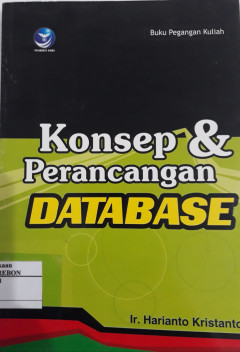 Buku Pegangan Kuliah
Konsep &
Perancangan
DATABASE
Ir. Harianto Kristanto